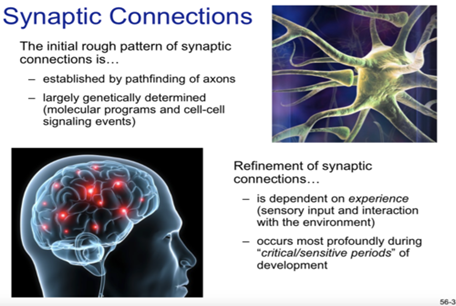 Synaptic Connections
The initial rough pattern of synaptic
connections is…
– established by pathfinding of axons
– largely genetically determined
(molecular programs and cell-cell
signaling events)
Refinement of synaptic
connections…
– is dependent on experience
(sensory input and interaction
with the environment)
– occurs most profoundly during
“critical/sensitive periods” of
development
56-3